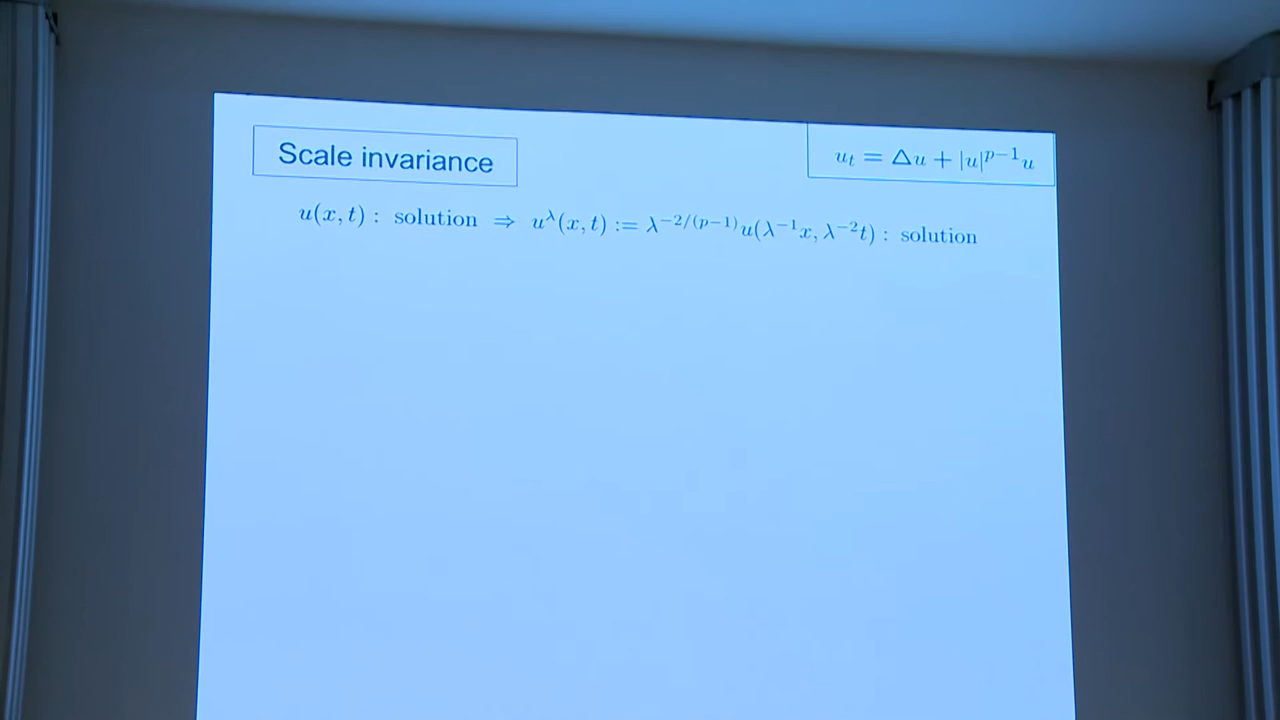 Scale invariance
u_t = Δu + |u|^{p−1}u
u(x, t) : solution ⇒ u^λ(x, t) := λ^{−2/(p−1)}u(λ^{−1}x, λ^{−2}t) : solution